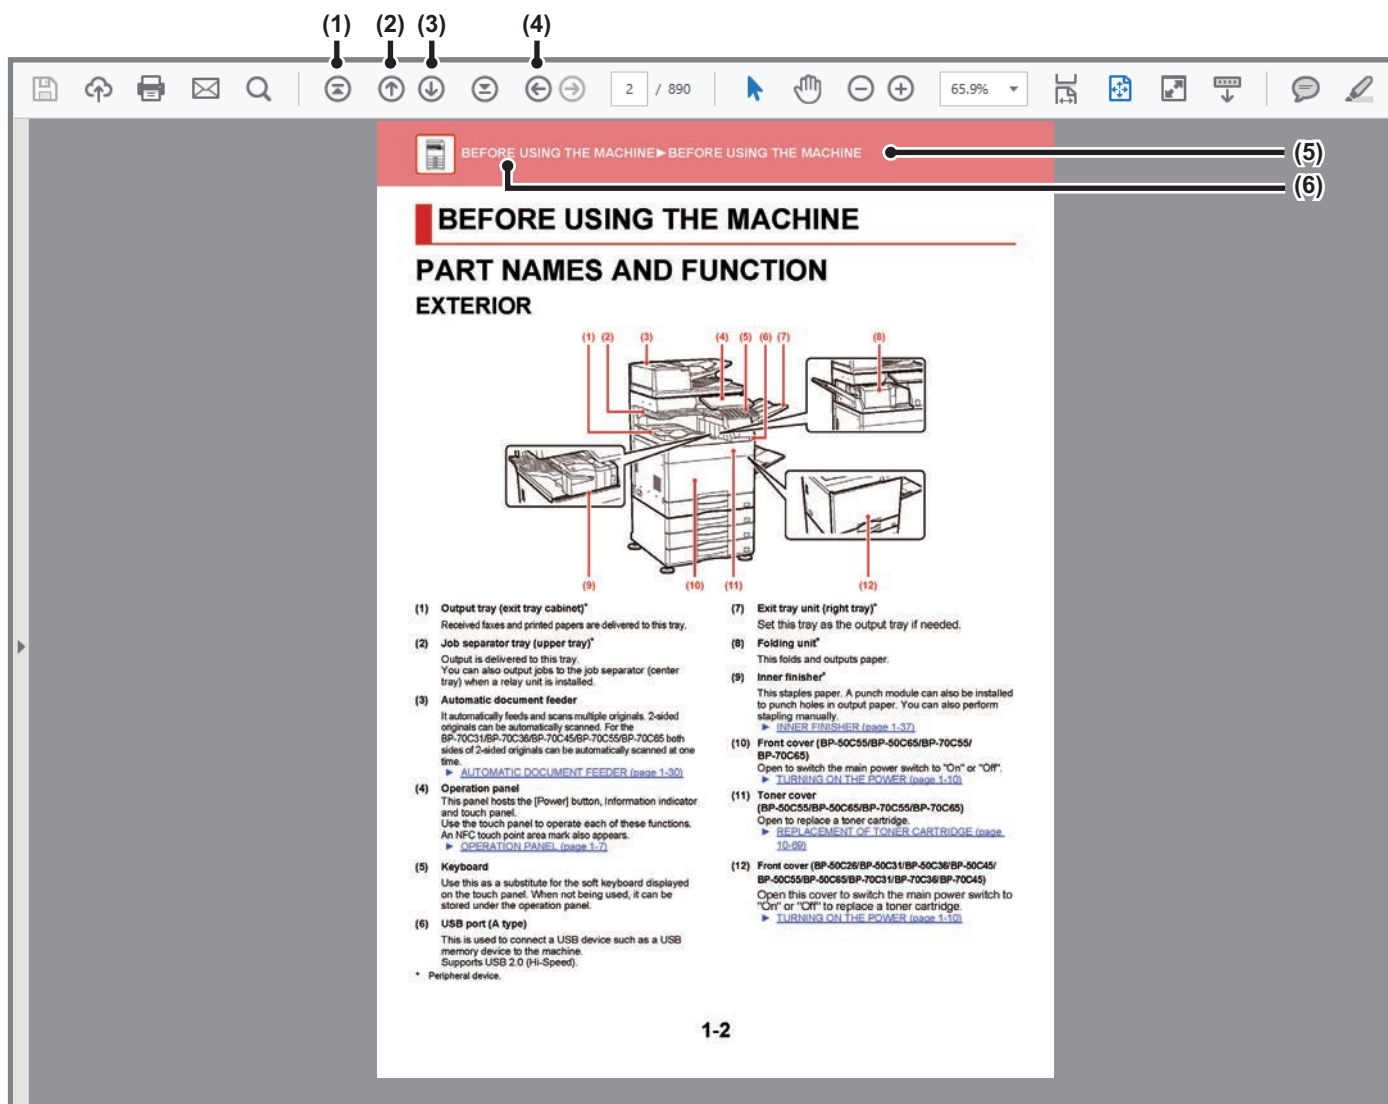 (1) (2) (3) (4)
2 / 890 65.9%
BEFORE USING THE MACHINE►BEFORE USING THE MACHINE
(5)
(6)
BEFORE USING THE MACHINE
PART NAMES AND FUNCTION
EXTERIOR
(1) (2) (3) (4) (5) (6) (7) (8)
(9) (10) (11) (12)
(1) Output tray (exit tray cabinet)*
Received faxes and printed papers are delivered to this tray.
(2) Job separator tray (upper tray)*
Output is delivered to this tray.
You can also output jobs to the job separator (center
tray) when a relay unit is installed.
(3) Automatic document feeder
It automatically feeds and scans multiple originals. 2-sided
originals can be automatically scanned. For the
BP-70C31/BP-70C36/BP-70C45/BP-70C55/BP-70C65 both
sides of 2-sided originals can be automatically scanned at one
time.
► AUTOMATIC DOCUMENT FEEDER (page 1-30)
(4) Operation panel
This panel hosts the [Power] button, Information indicator
and touch panel.
Use the touch panel to operate each of these functions.
An NFC touch point area mark also appears.
► OPERATION PANEL (page 1-7)
(5) Keyboard
Use this as a substitute for the soft keyboard displayed
on the touch panel. When not being used, it can be
stored under the operation panel.
(6) USB port (A type)
This is used to connect a USB device such as a USB
memory device to the machine.
Supports USB 2.0 (Hi-Speed).
* Peripheral device.
(7) Exit tray unit (right tray)*
Set this tray as the output tray if needed.
(8) Folding unit*
This folds and outputs paper.
(9) Inner finisher*
This staples paper. A punch module can also be installed
to punch holes in output paper. You can also perform
stapling manually.
► INNER FINISHER (page 1-37)
(10) Front cover (BP-50C55/BP-50C65/BP-70C55/
BP-70C65)
Open to switch the main power switch to "On" or "Off".
► TURNING ON THE POWER (page 1-10)
(11) Toner cover
(BP-50C55/BP-50C65/BP-70C55/BP-70C65)
Open to replace a toner cartridge.
► REPLACEMENT OF TONER CARTRIDGE (page
10-69)
(12) Front cover (BP-50C26/BP-50C31/BP-50C36/BP-50C45/
BP-50C55/BP-50C65/BP-70C31/BP-70C36/BP-70C45)
Open this cover to switch the main power switch to
"On" or "Off" to replace a toner cartridge.
► TURNING ON THE POWER (page 1-10)
1-2